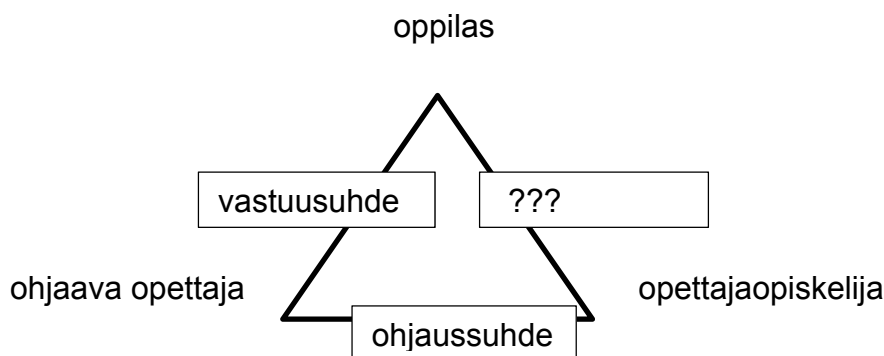 oppilas
vastuusuhde
???
ohjaava opettaja
opettajaopiskelija
ohjaussuhde